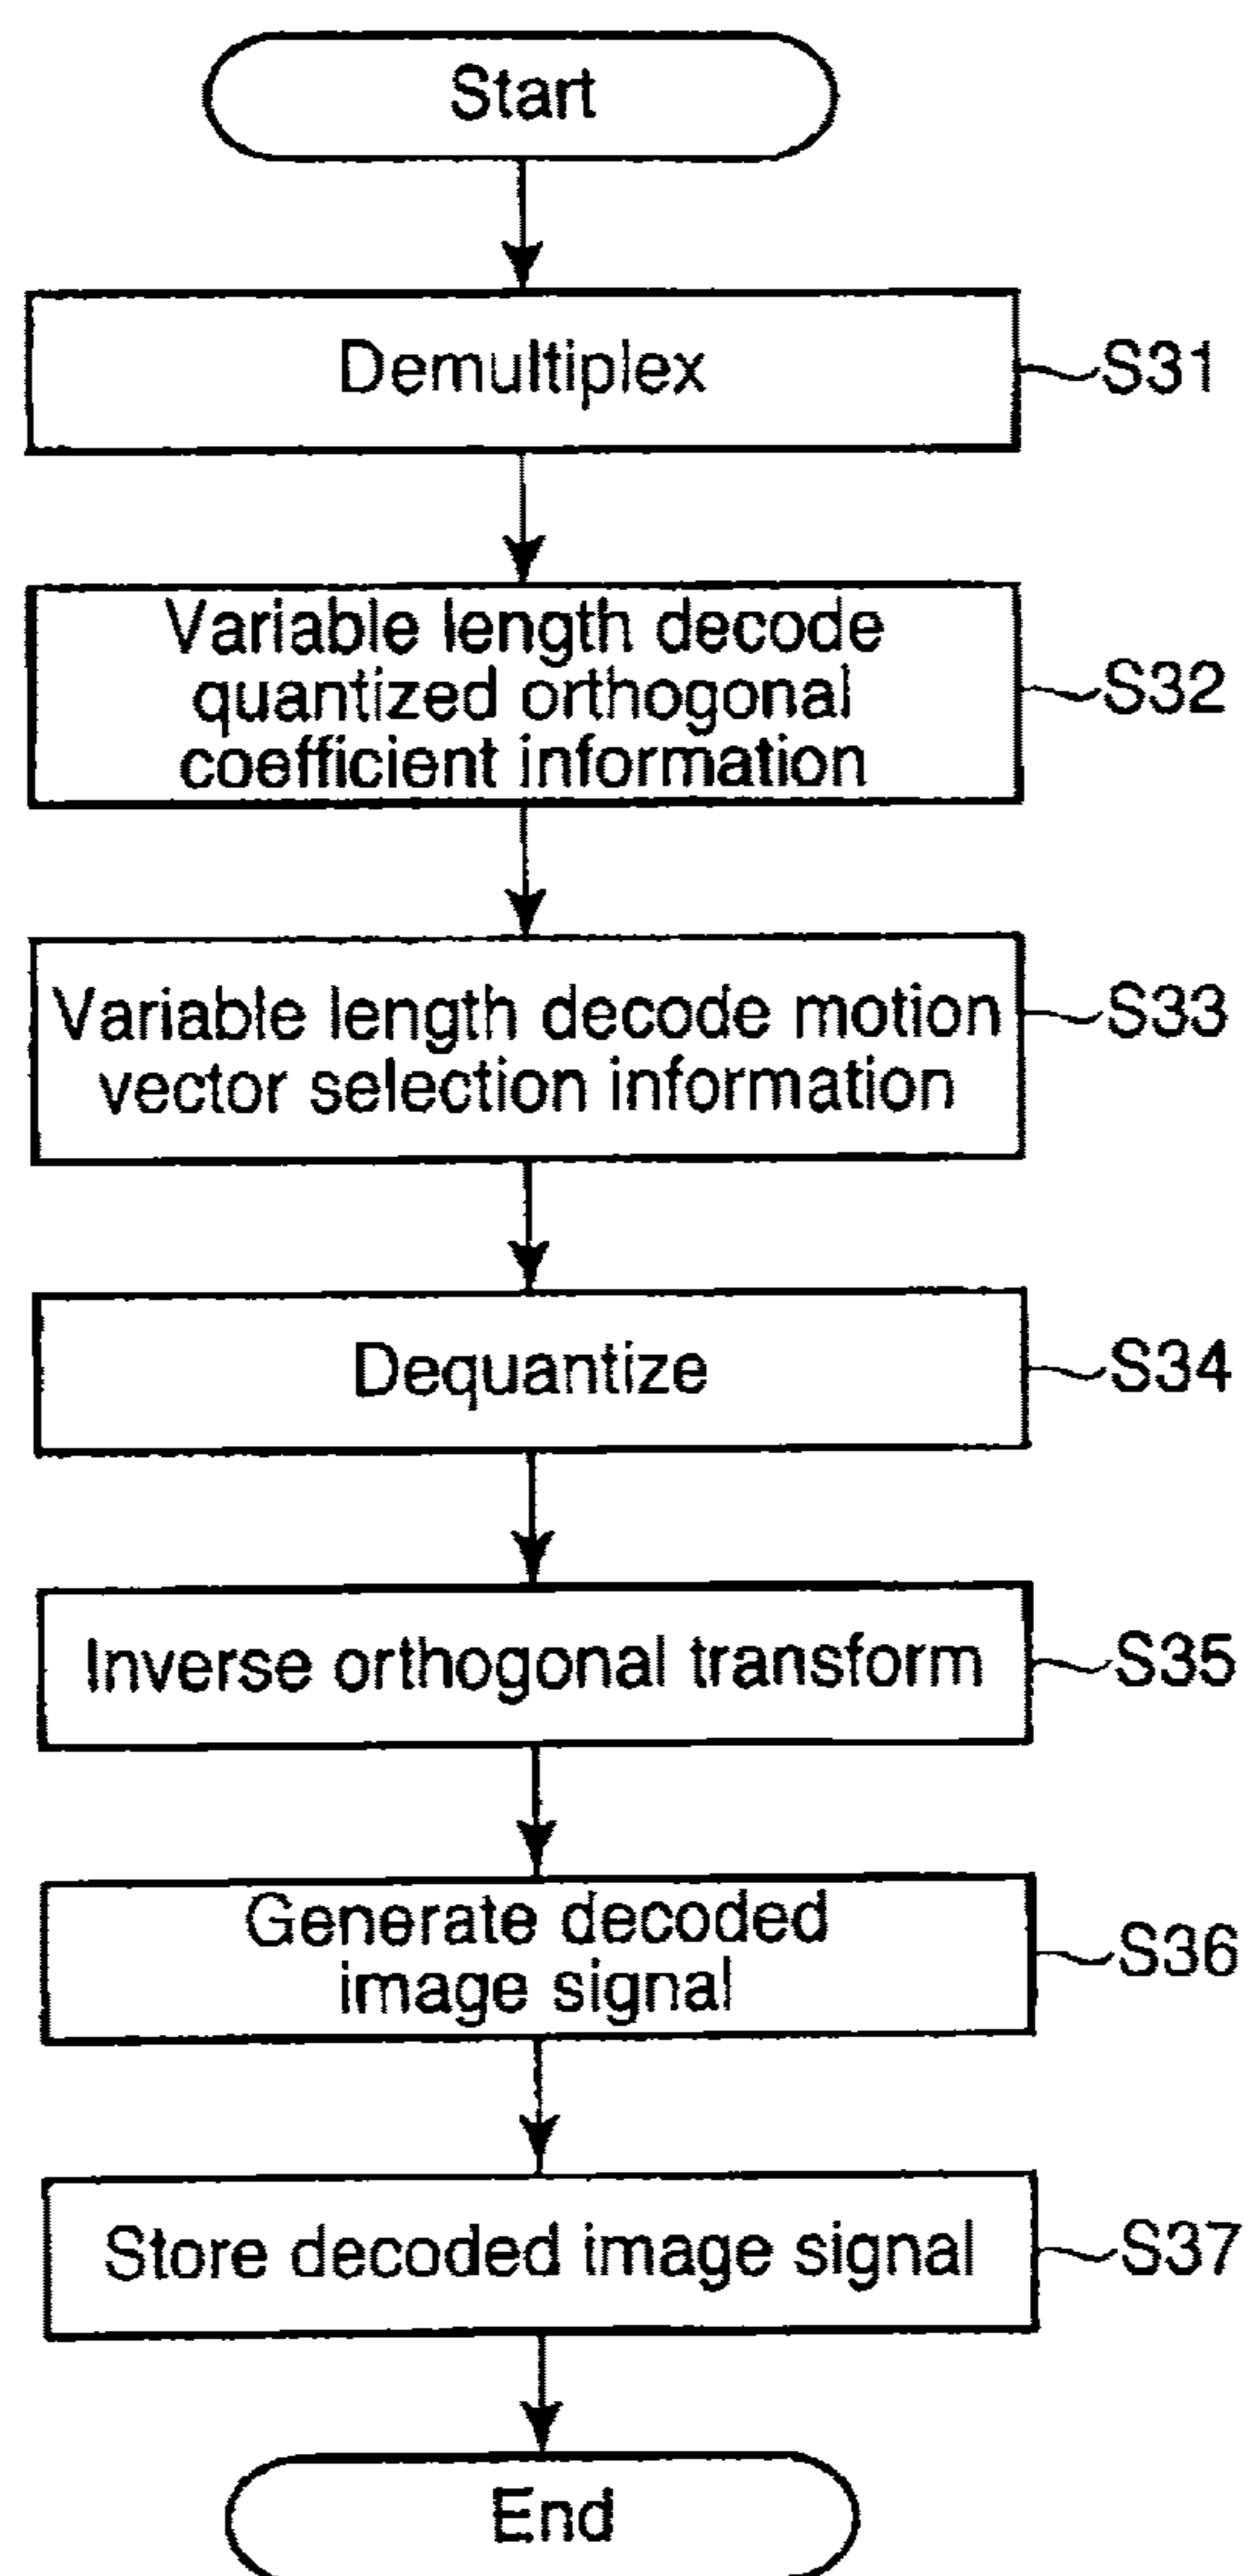 Start
Demultiplex
S31
Variable length decode
quantized orthogonal
coefficient information
S32
Variable length decode motion
vector selection information
S33
Dequantize
S34
Inverse orthogonal transform
S35
Generate decoded
image signal
S36
Store decoded image signal
S37
End